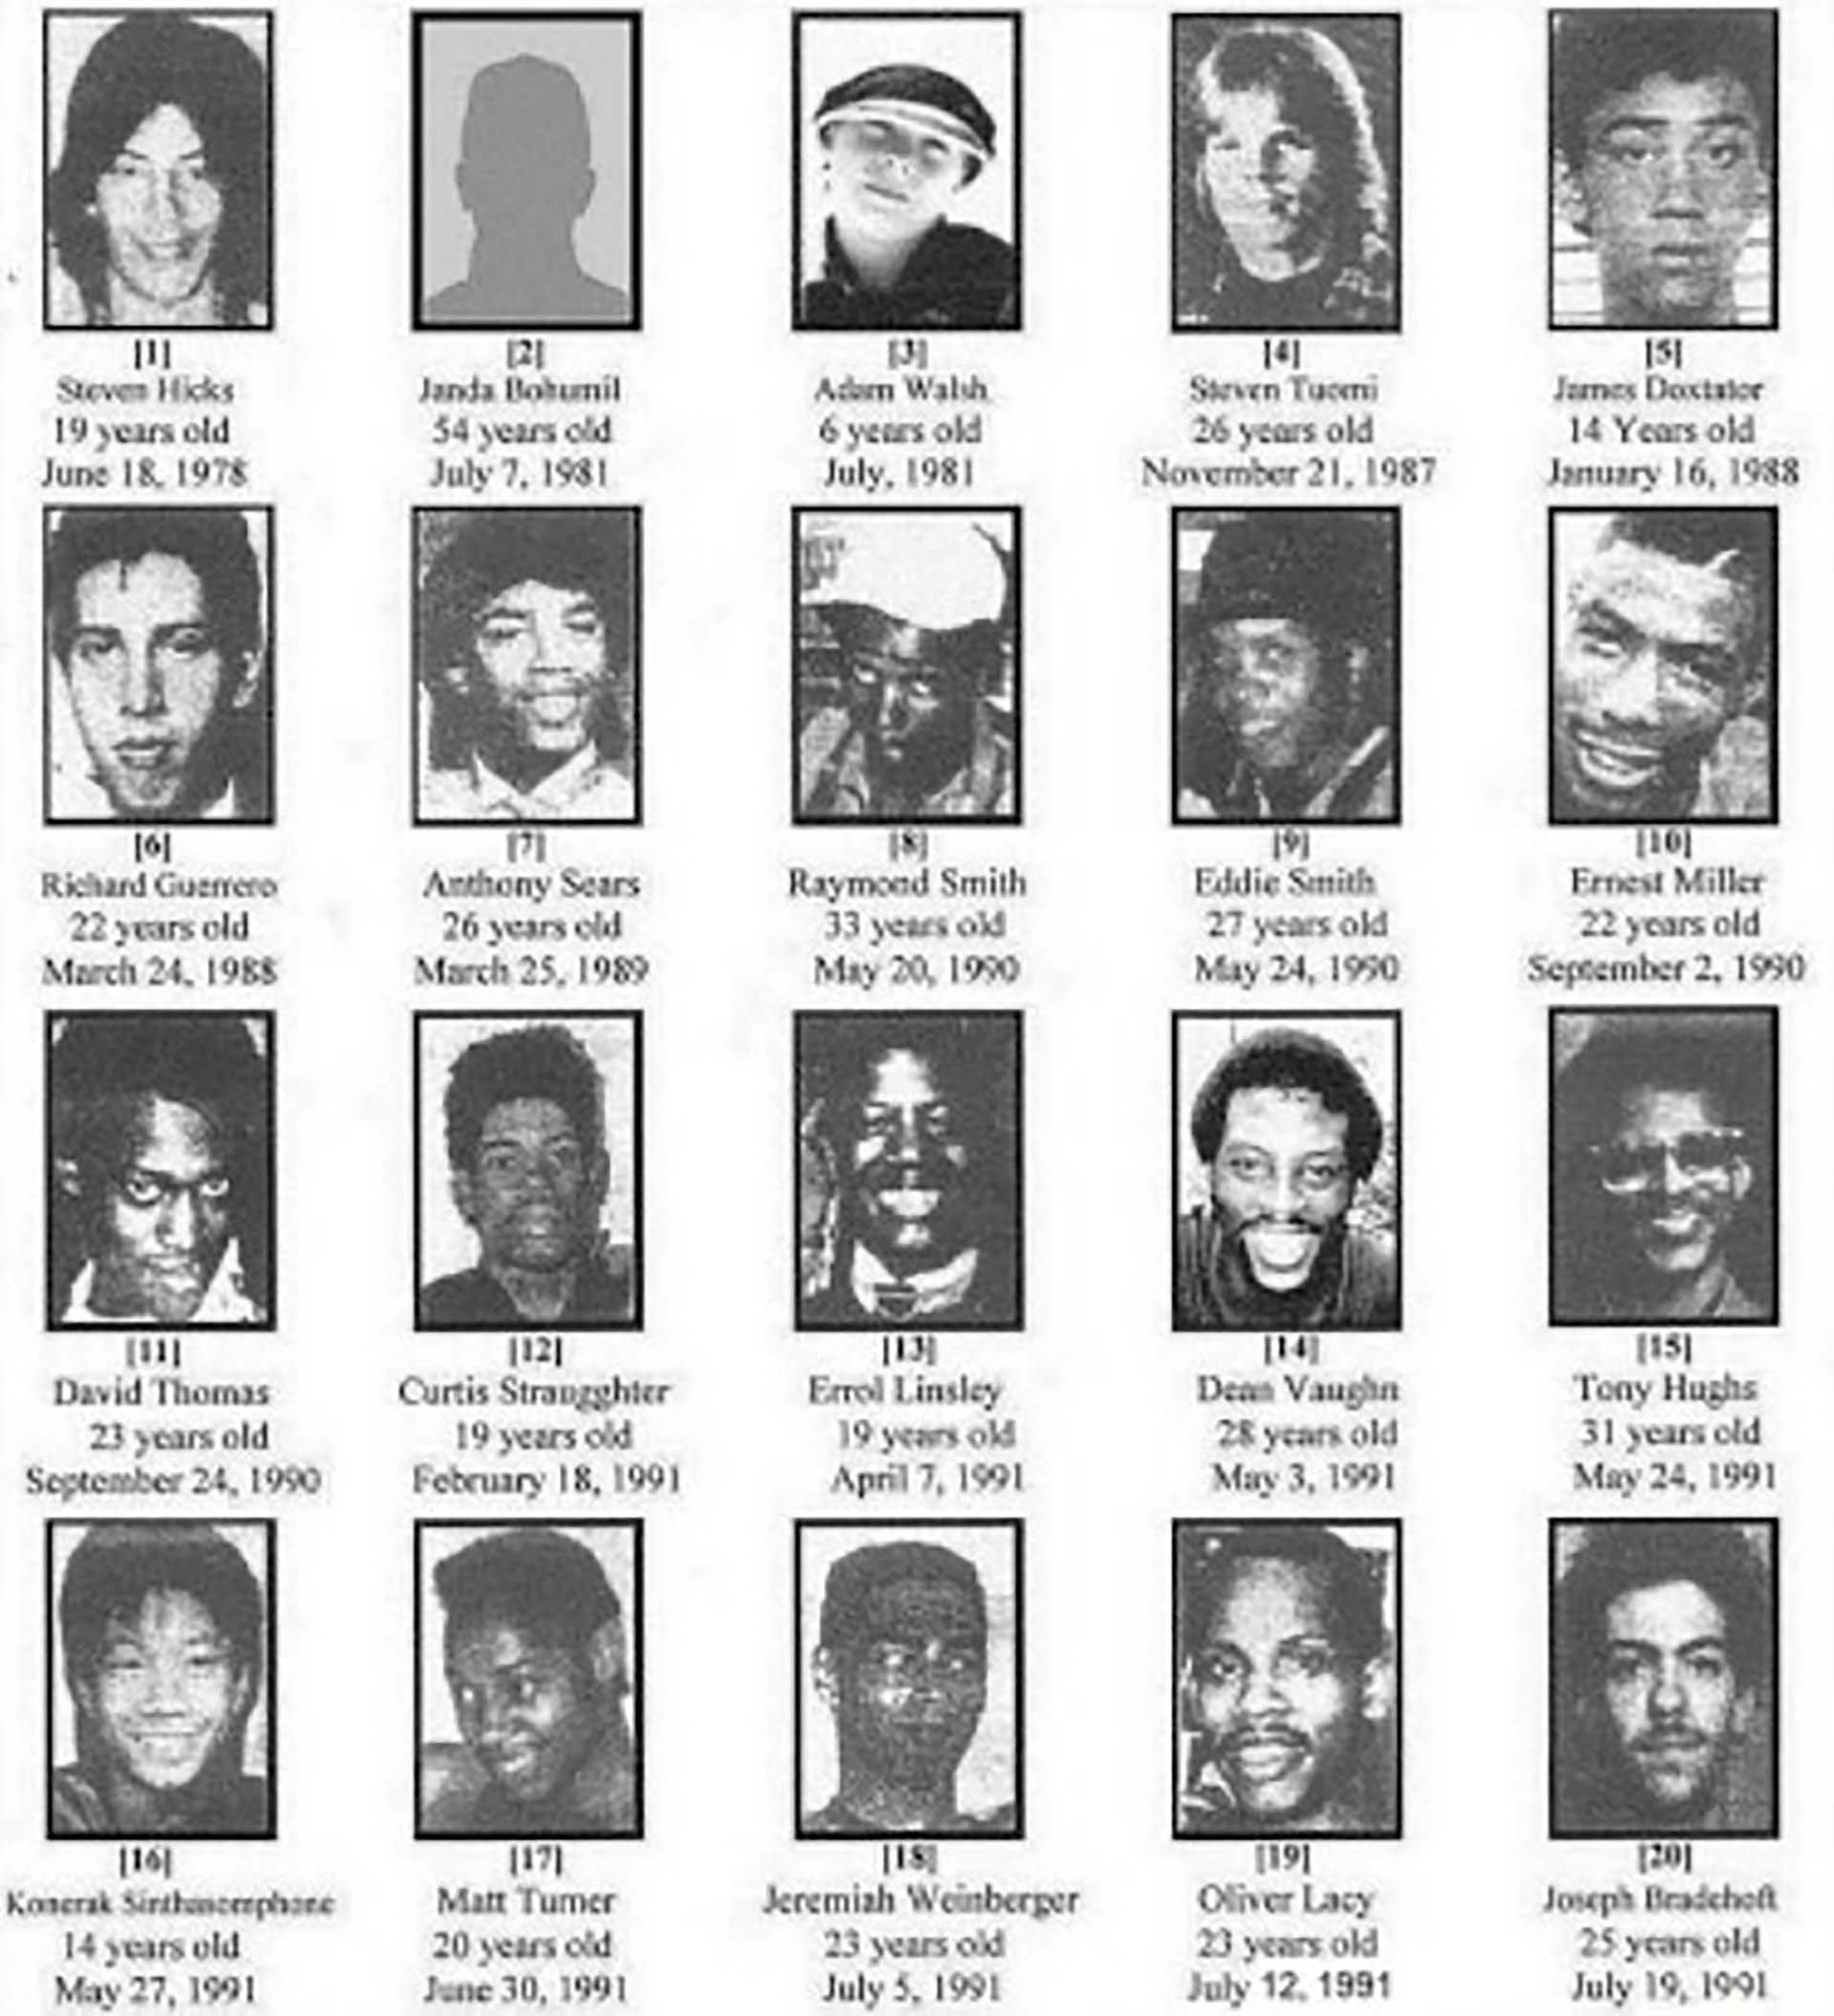 [1] [2] [3] [4] [5]
Steven Hicks Janda Bohumil Adam Walsh Steven Tuomi James Doxtator
19 years old 54 years old 6 years old 26 years old 14 Years old
June 18, 1978 July 7, 1981 July, 1981 November 21, 1987 January 16, 1988
[6] [7] [8] [9] [10]
Richard Guerrero Anthony Sears Raymond Smith Eddie Smith Ernest Miller
22 years old 26 years old 33 years old 27 years old 22 years old
March 24, 1988 March 25, 1989 May 20, 1990 May 24, 1990 September 2, 1990
[11] [12] [13] [14] [15]
David Thomas Curtis Straugghter Errol Linsley Dean Vaughn Tony Hughs
23 years old 19 years old 19 years old 28 years old 31 years old
September 24, 1990 February 18, 1991 April 7, 1991 May 3, 1991 May 24, 1991
[16] [17] [18] [19] [20]
Konerak Sinthasomphone Matt Turner Jeremiah Weinberger Oliver Lacy Joseph Bradehoft
14 years old 20 years old 23 years old 23 years old 25 years old
May 27, 1991 June 30, 1991 July 5, 1991 July 12, 1991 July 19, 1991